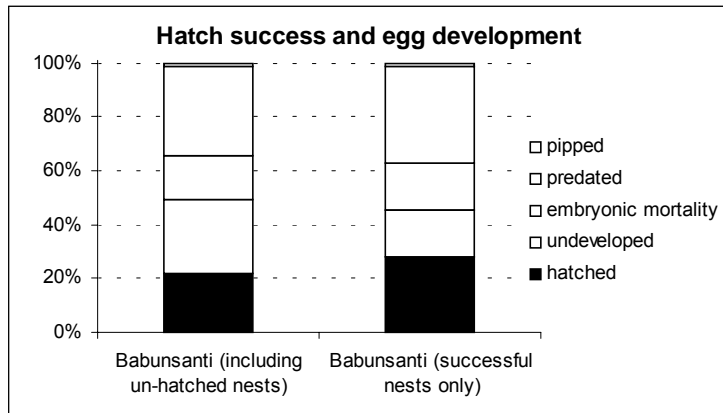 Hatch success and egg development
100%
80%
60%
40%
20%
0%
Babunsanti (including
un-hatched nests)
Babunsanti (successful
nests only)
pipped
predated
embryonic mortality
undeveloped
hatched